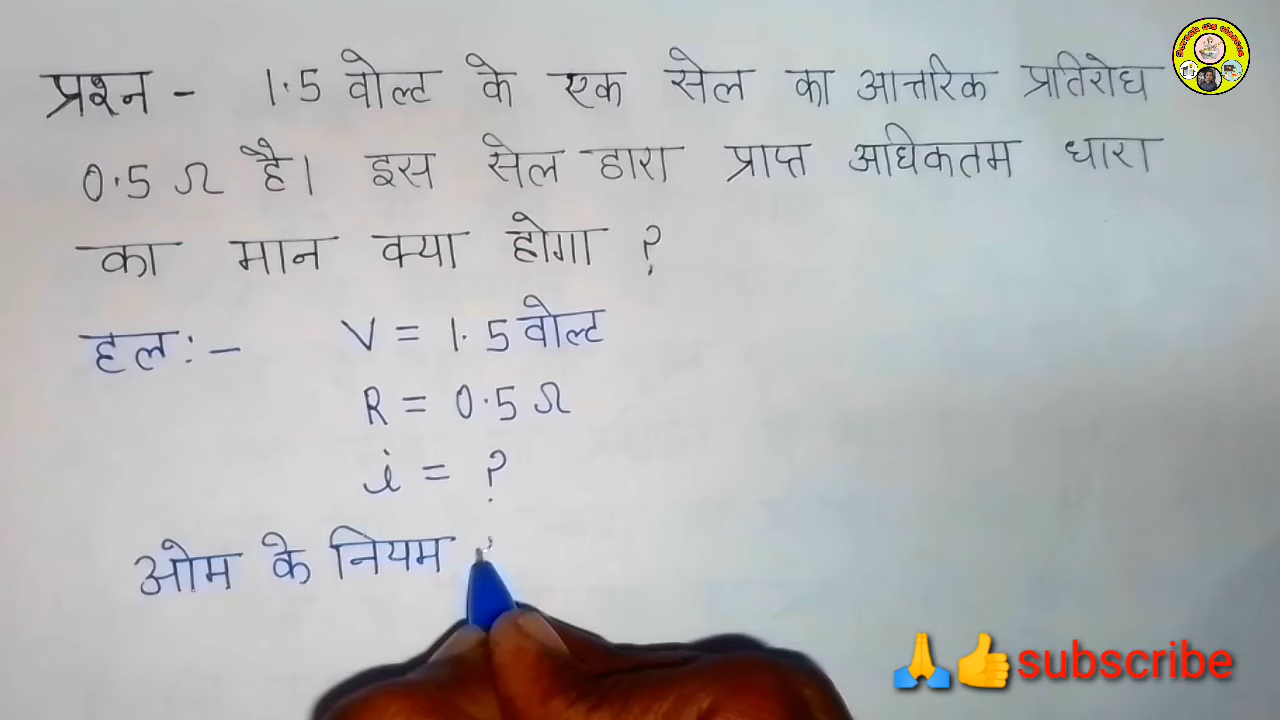 प्रश्न - 1.5 वोल्ट के एक सेल का आत्तरिक प्रतिरोध
0.5 Ω है। इस सेल द्वारा प्राप्त अधिकतम धारा
का मान क्या होगा ?
हल:- V = 1.5 वोल्ट
R = 0.5 Ω
i = ?
ओम के नियम
subscribe